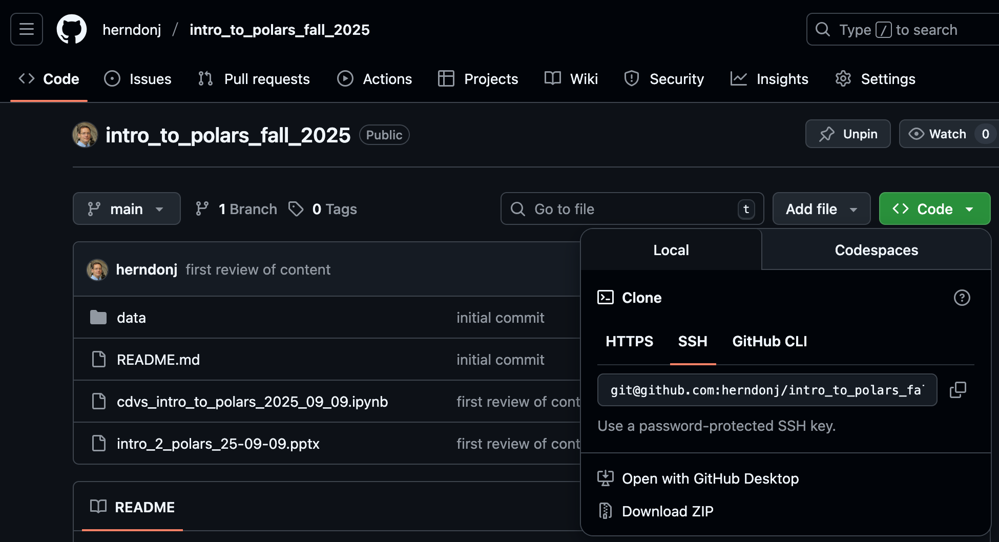 herndonj / intro_to_polars_fall_2025
Type / to search
Code Issues Pull requests Actions Projects Wiki Security Insights Settings
intro_to_polars_fall_2025 Public
Unpin Watch 0
main 1 Branch 0 Tags
Go to file t Add file Code
Local Codespaces
herndonj first review of content
Clone
data initial commit
HTTPS SSH GitHub CLI
README.md initial commit
git@github.com:herndonj/intro_to_polars_fal
cdvs_intro_to_polars_2025_09_09.ipynb first review of cont
Use a password-protected SSH key.
intro_2_polars_25-09-09.pptx first review of cont
Open with GitHub Desktop
README
Download ZIP